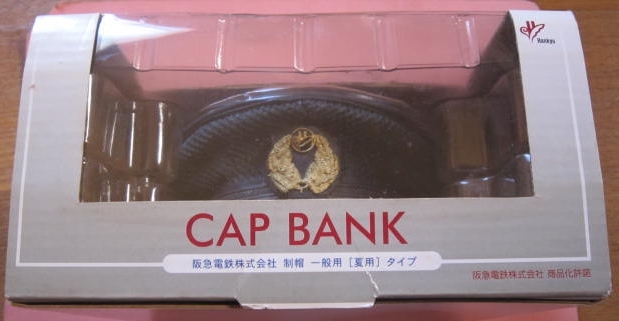 Hankyu
CAP BANK
阪急電鉄株式会社 制帽 一般用［夏用］タイプ
阪急電鉄株式会社 商品化許諾